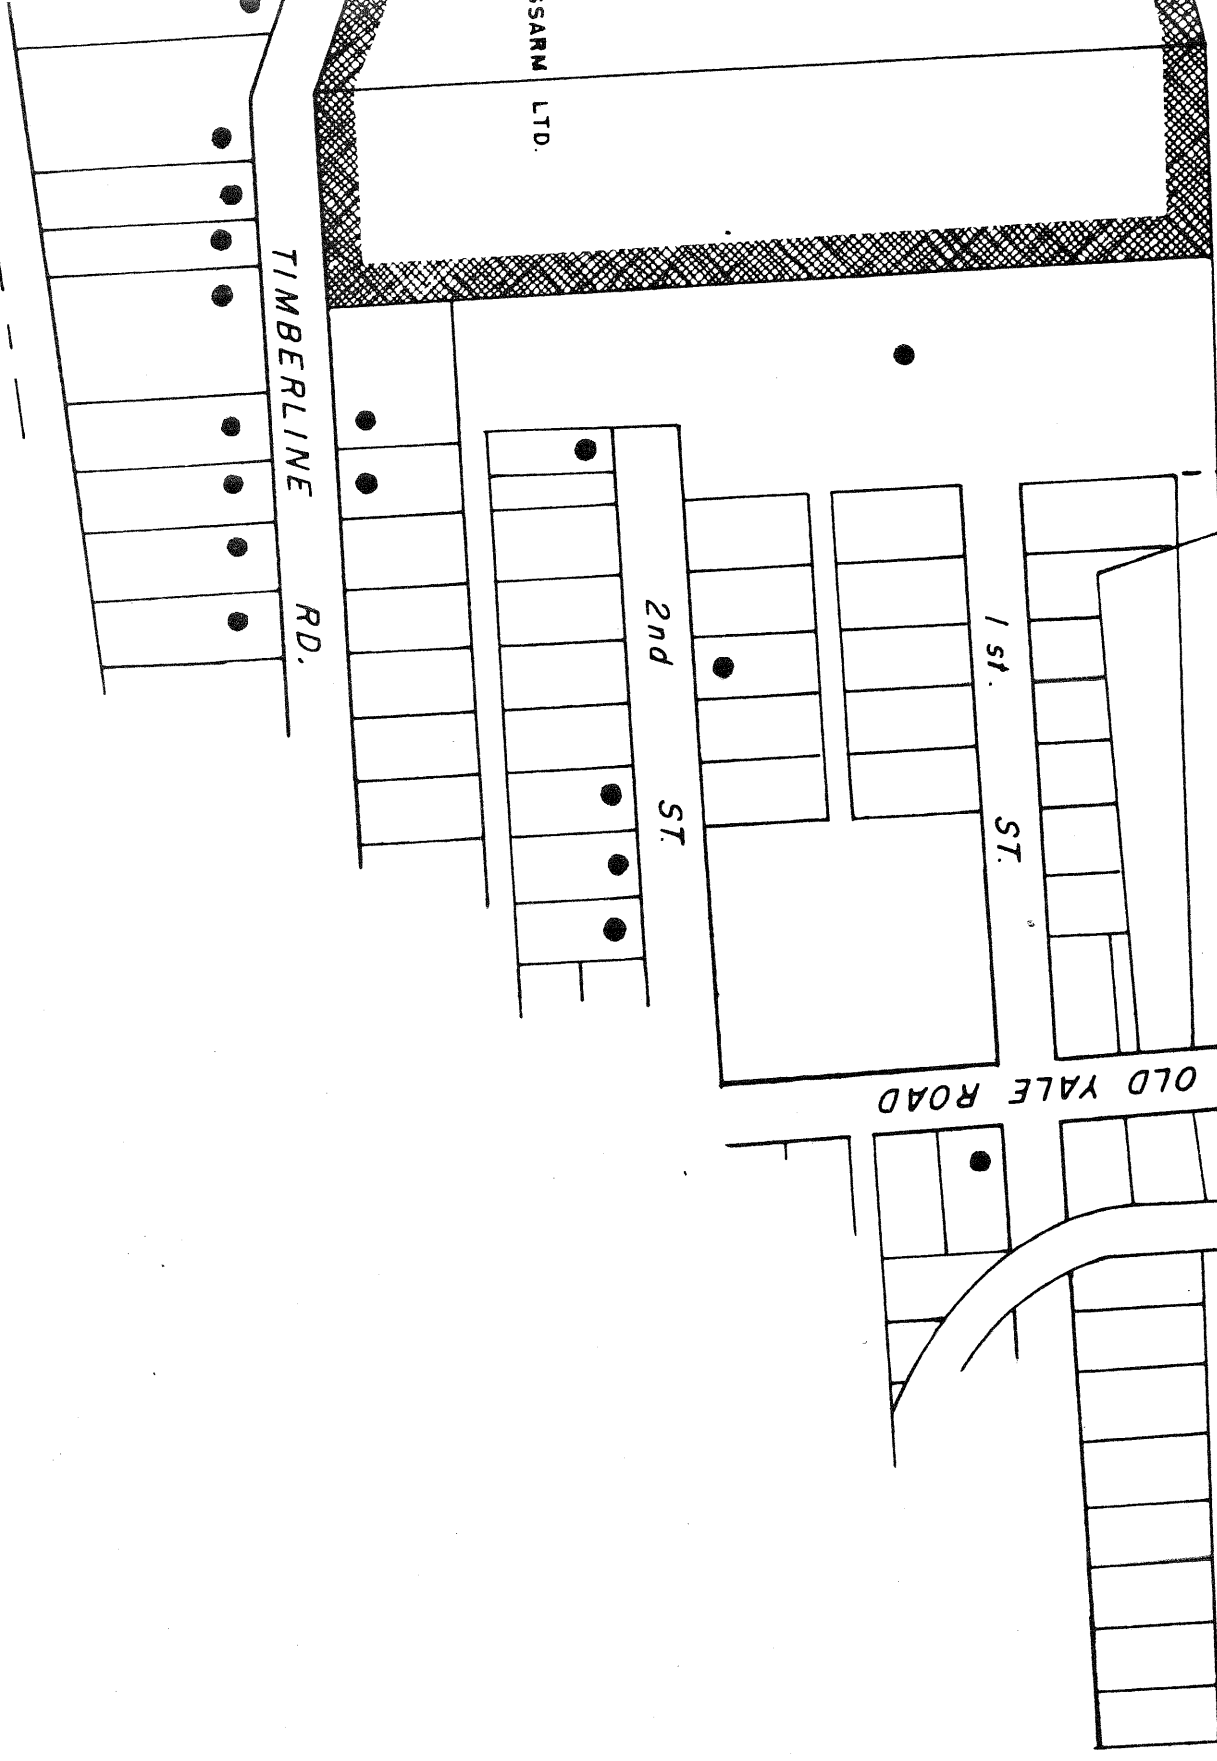 SSARM LTD.
TIMBERLINE RD.
2nd ST.
1st. ST.
OLD YALE ROAD